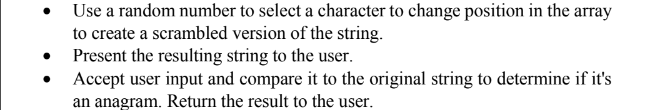 • Use a random number to select a character to change position in the array
to create a scrambled version of the string.
• Present the resulting string to the user.
• Accept user input and compare it to the original string to determine if it's
an anagram. Return the result to the user.